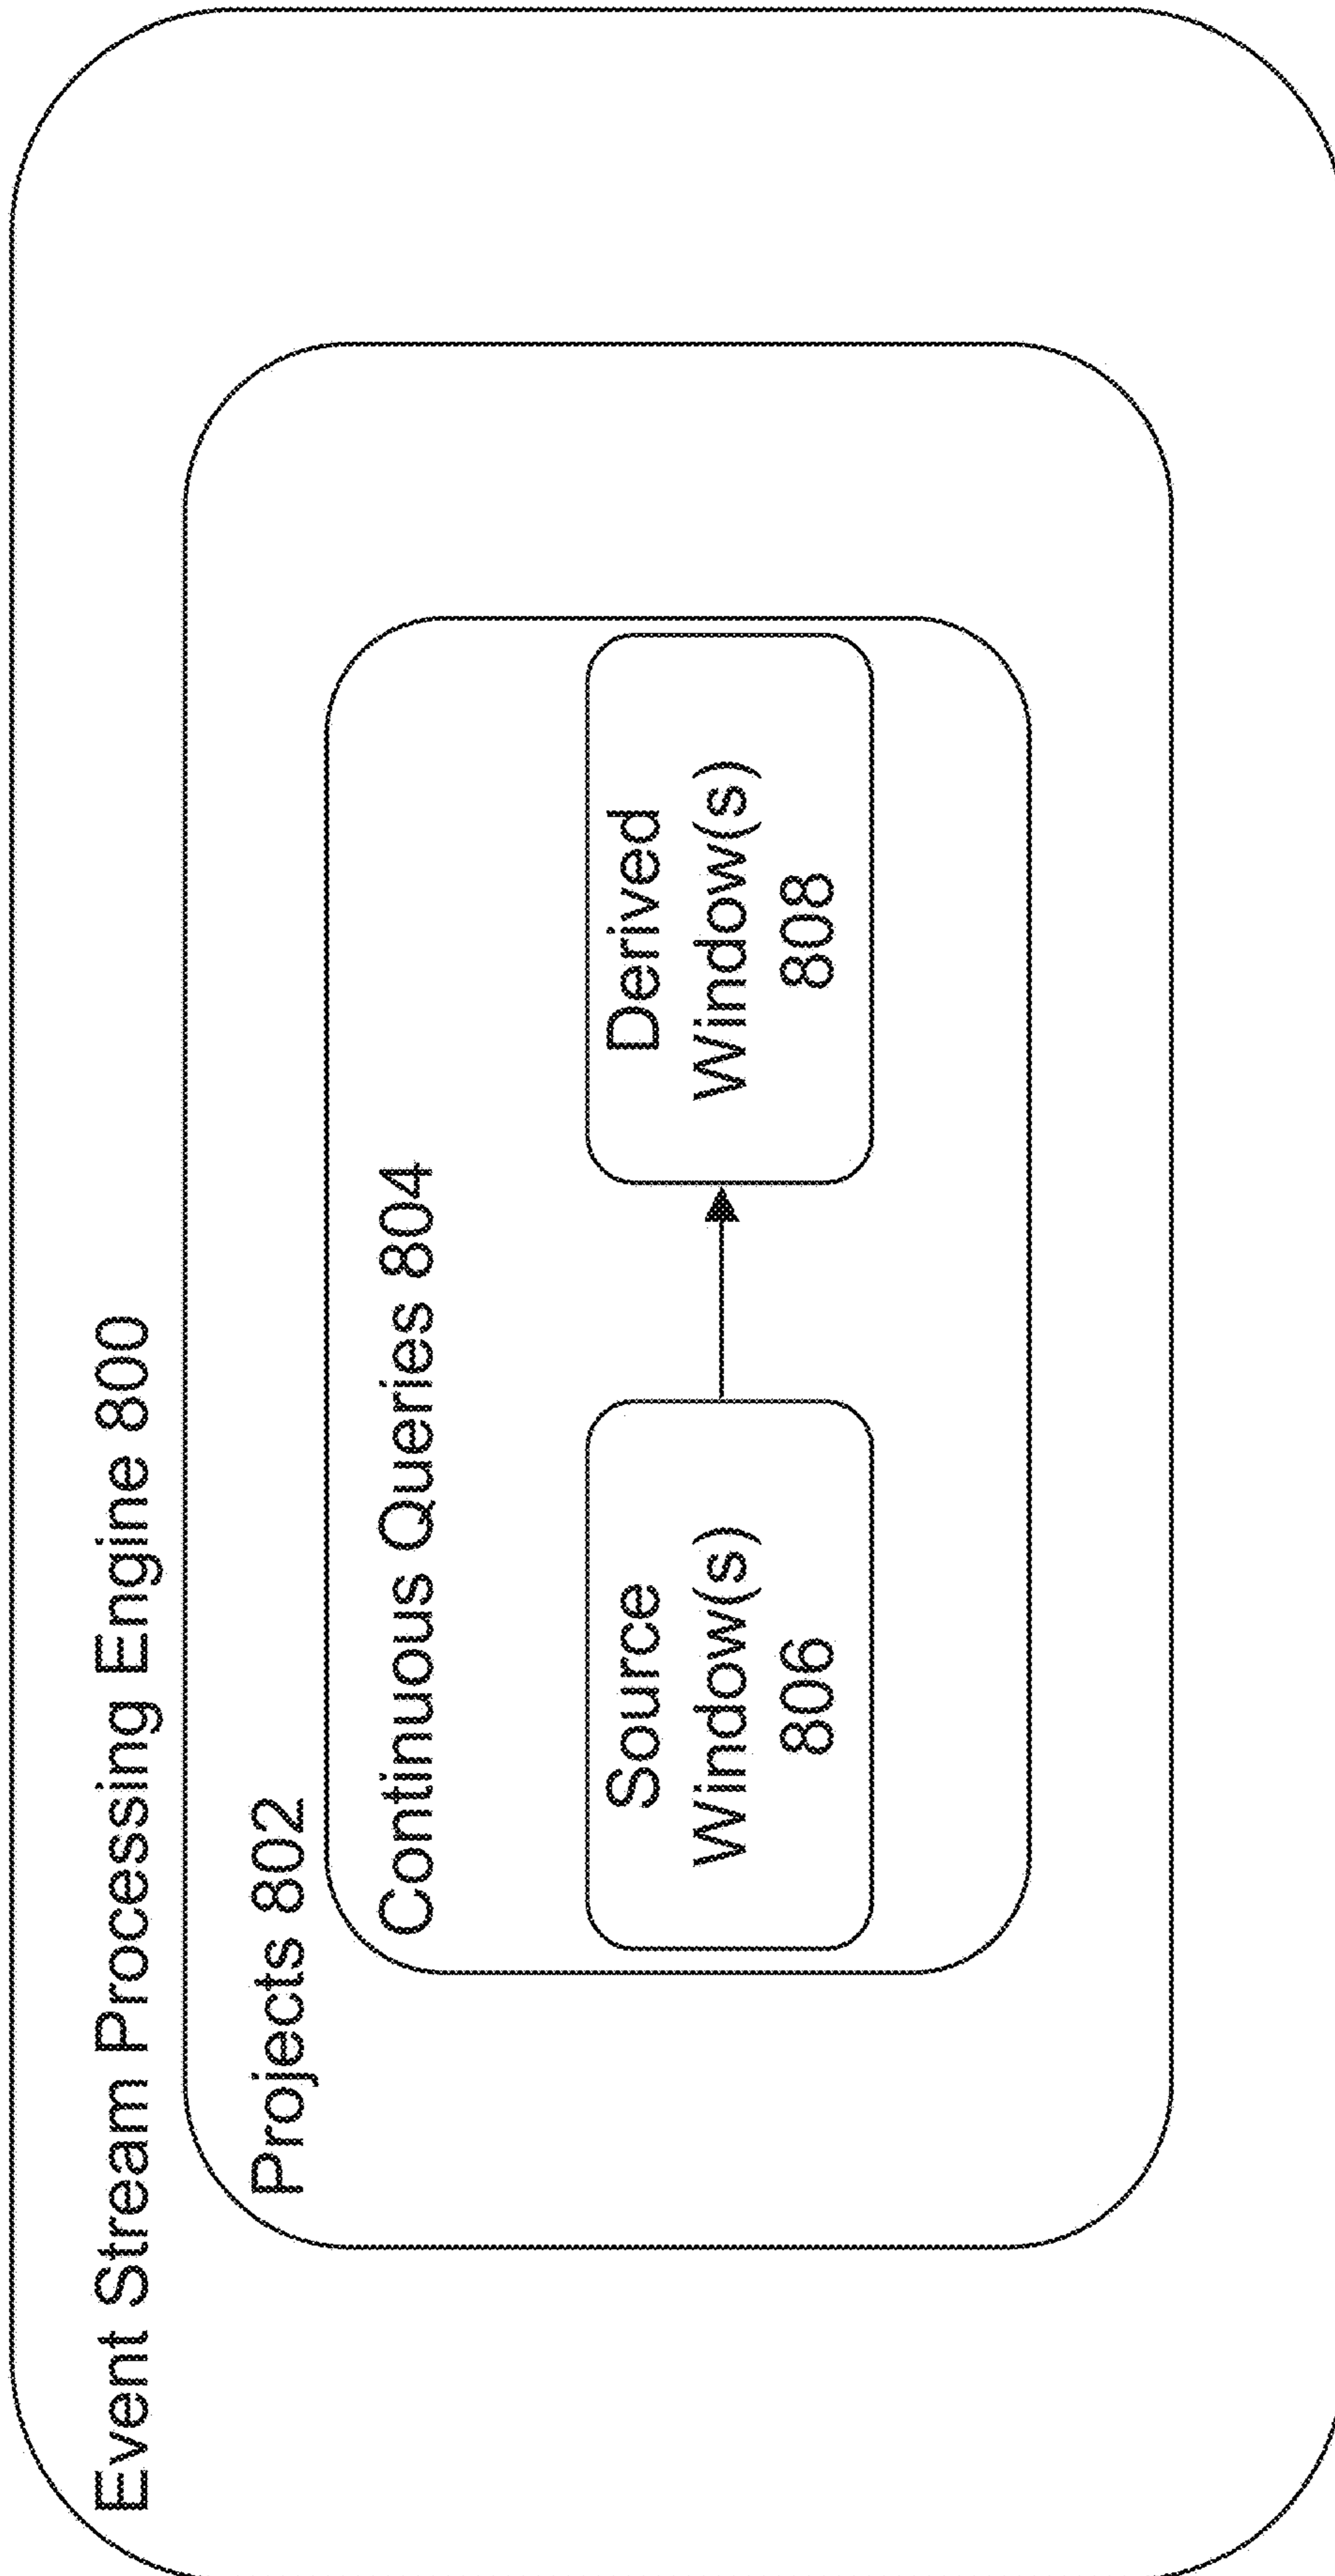 Event Stream Processing Engine 800
Projects 802
Continuous Queries 804
Source
Window(s)
806
Derived
Window(s)
808